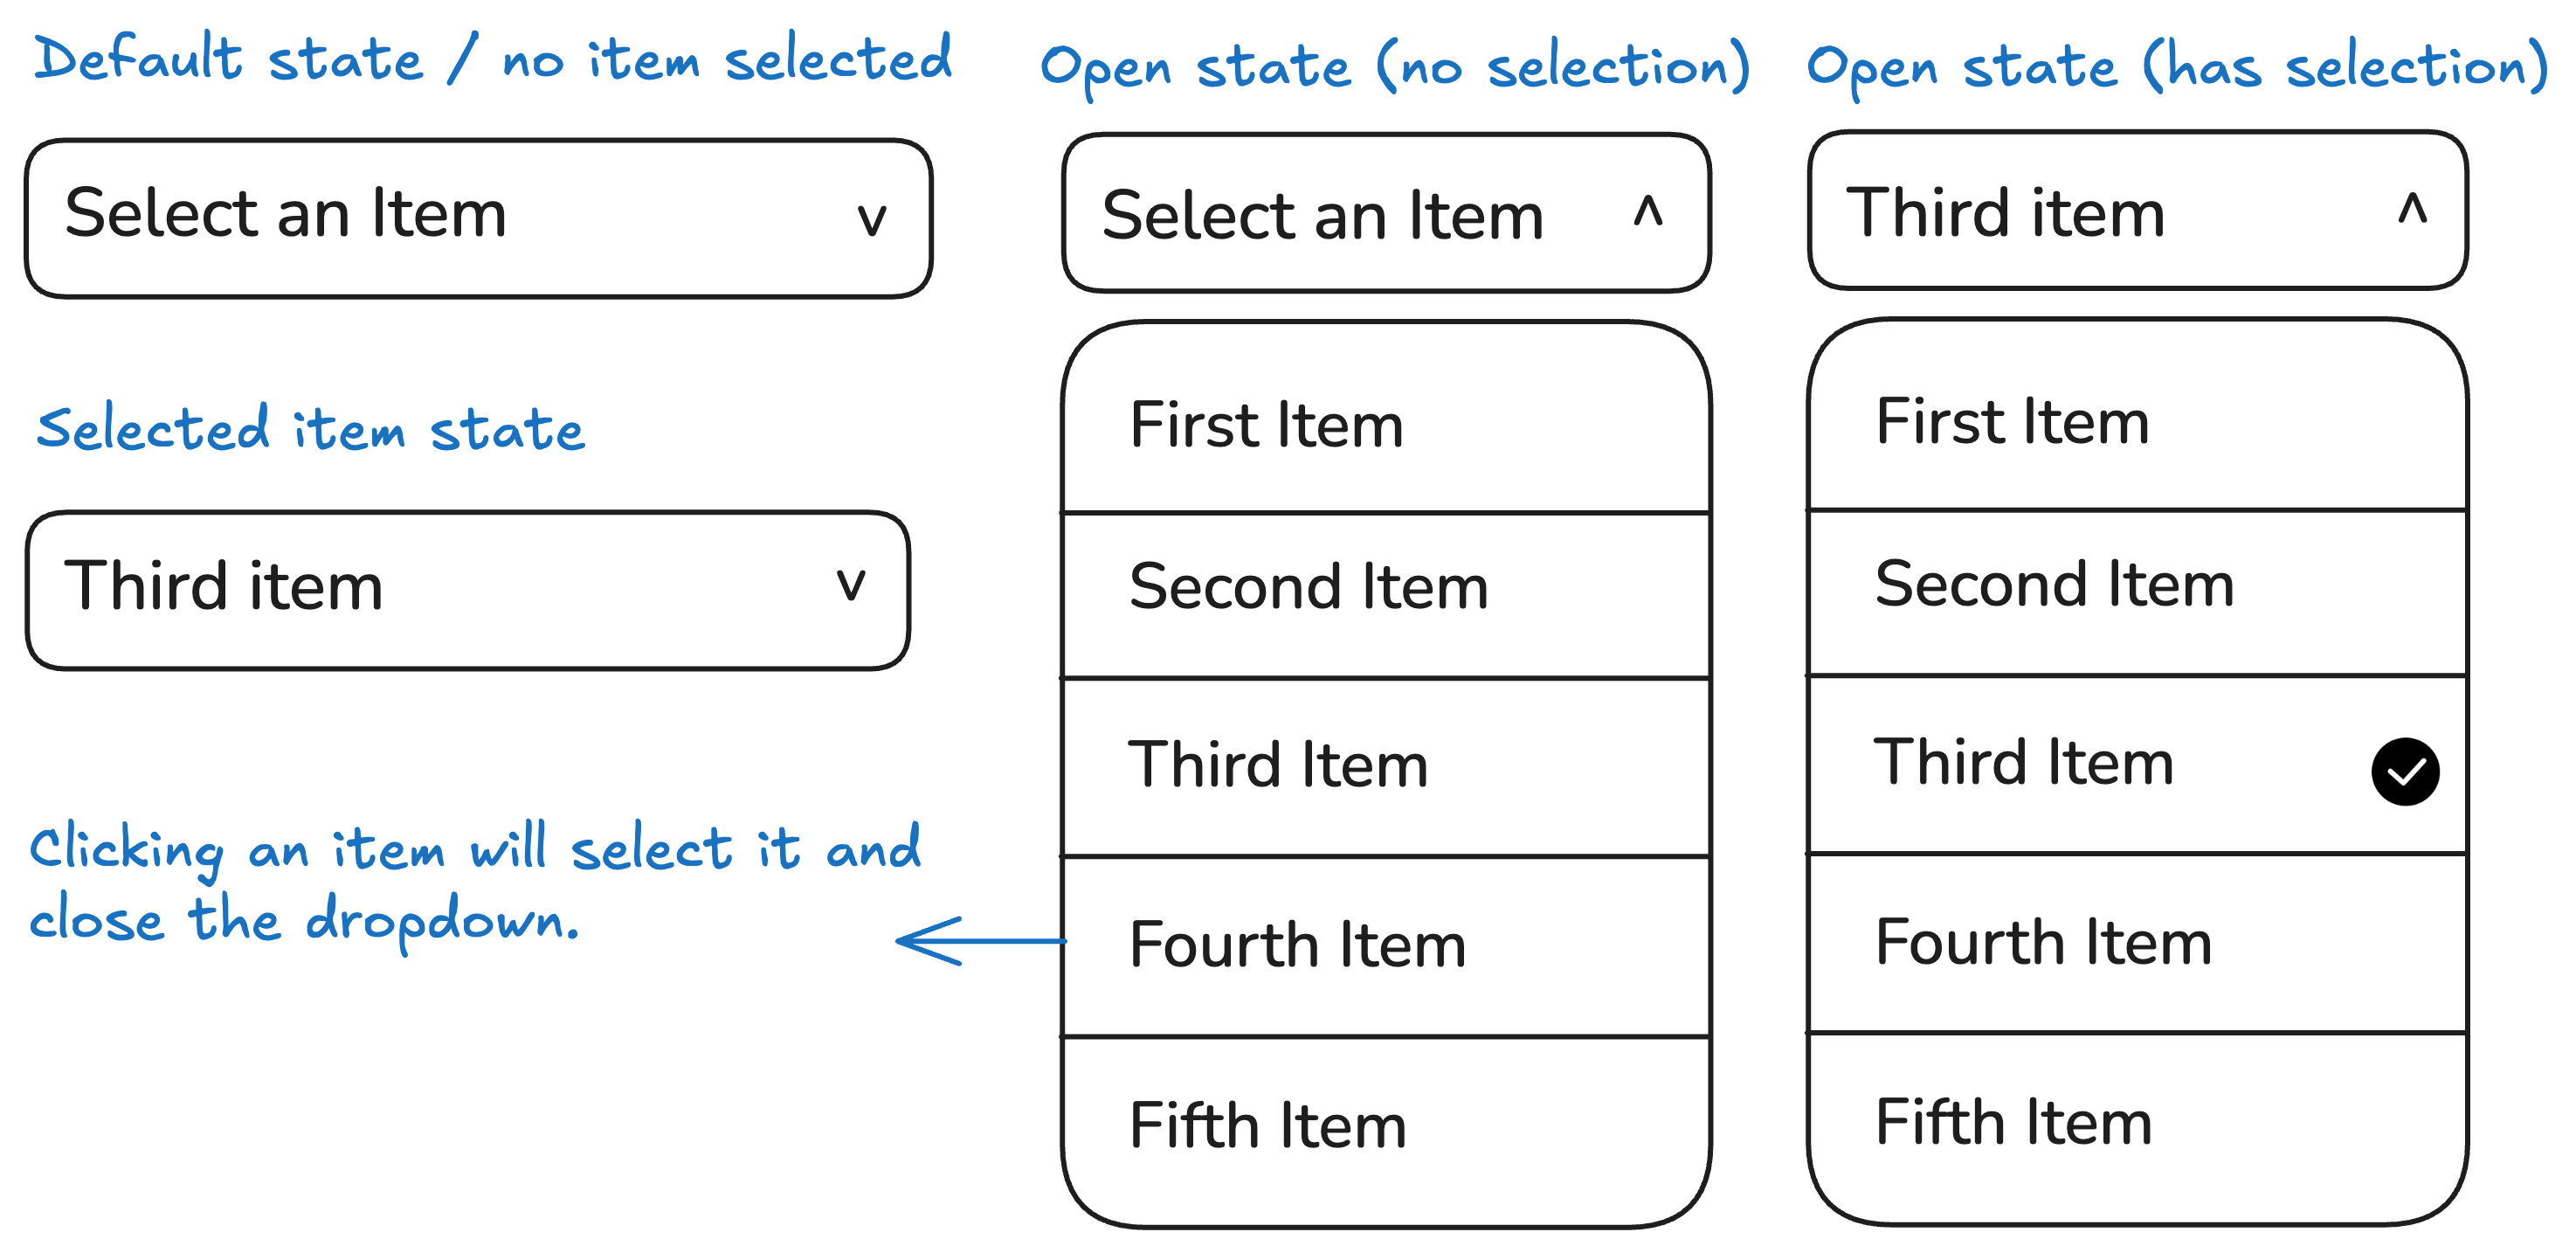 Default state / no item selected
Select an Item v
Selected item state
Third item v
Clicking an item will select it and
close the dropdown.
Open state (no selection)
Select an Item ^
First Item
Second Item
Third Item
Fourth Item
Fifth Item
Open state (has selection)
Third item ^
First Item
Second Item
Third Item
Fourth Item
Fifth Item